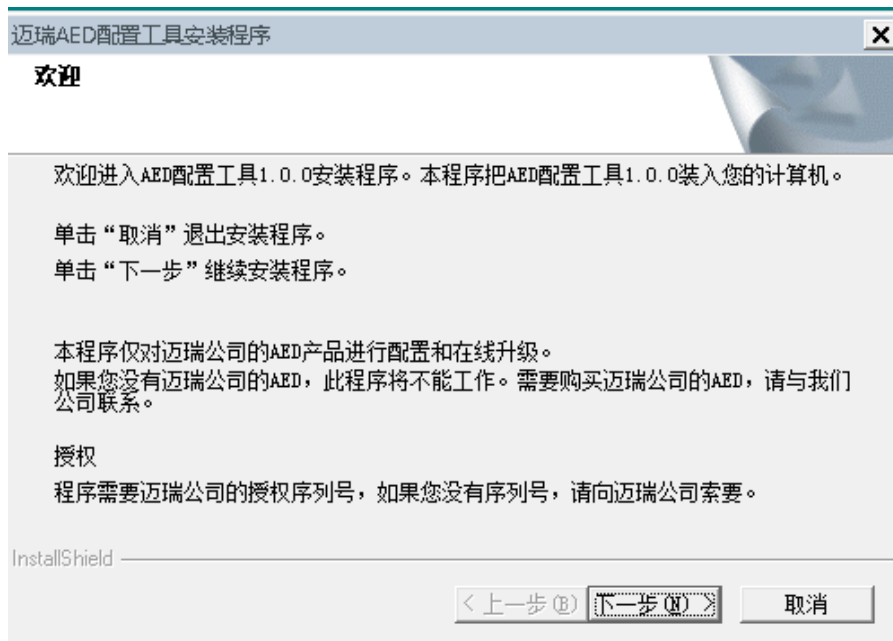 迈瑞AED配置工具安装程序
欢迎
欢迎进入AED配置工具1.0.0安装程序。本程序把AED配置工具1.0.0装入您的计算机。
单击“取消”退出安装程序。
单击“下一步”继续安装程序。
本程序仅对迈瑞公司的AED产品进行配置和在线升级。
如果您没有迈瑞公司的AED，此程序将不能工作。需要购买迈瑞公司的AED，请与我们
公司联系。
授权
程序需要迈瑞公司的授权序列号，如果您没有序列号，请向迈瑞公司索要。
InstallShield
< 上一步(B) 下一步(N) > 取消